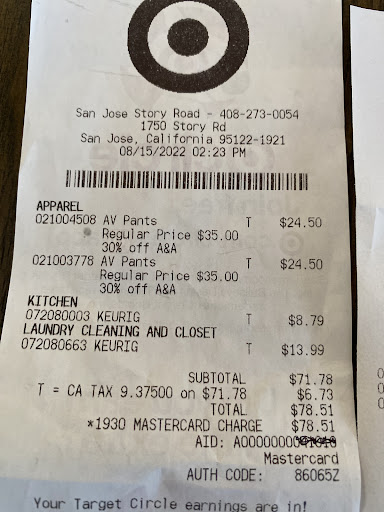 San Jose Story Road - 408-273-0054
1750 Story Rd
San Jose, California 95122-1921
08/15/2022 02:23 PM
APPAREL
021004508 AV Pants T $24.50
Regular Price $35.00
30% off A&A
021003778 AV Pants T $24.50
Regular Price $35.00
30% off A&A
KITCHEN
072080003 KEURIG T $8.79
LAUNDRY CLEANING AND CLOSET
072080663 KEURIG T $13.99
SUBTOTAL $71.78
T = CA TAX 9.37500 on $71.78 $6.73
TOTAL $78.51
*1930 MASTERCARD CHARGE $78.51
AID:
Mastercard
AUTH CODE: 86065Z
Your Target Circle earnings are in!